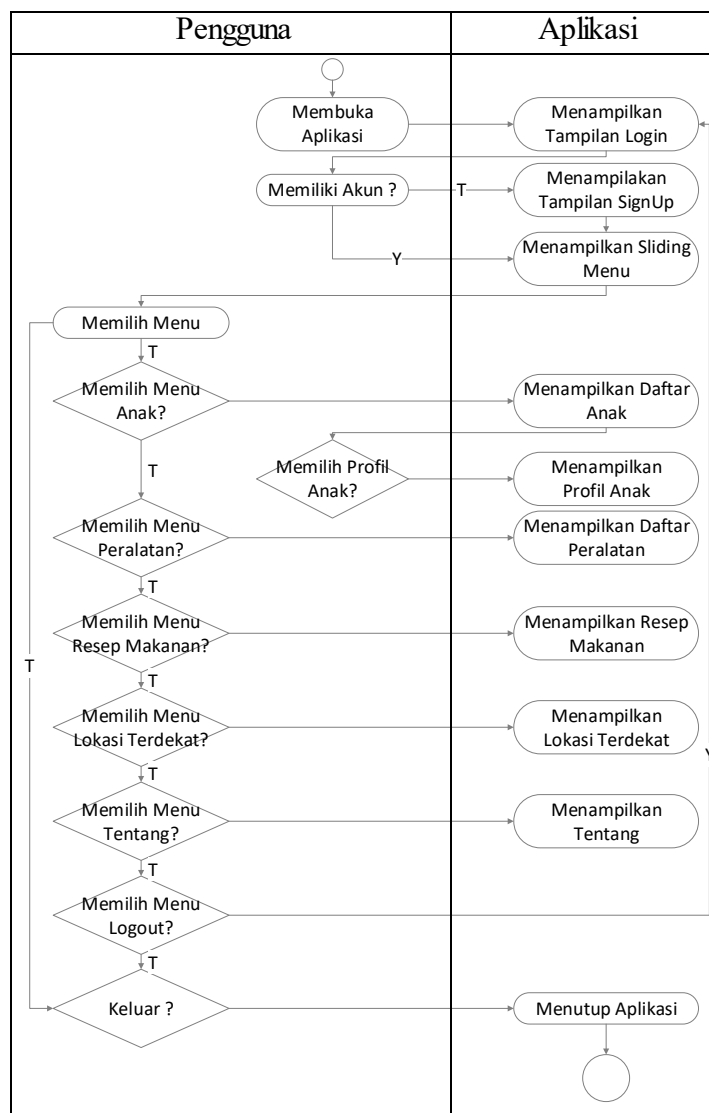 Pengguna
Aplikasi
Membuka
Aplikasi
Menampilkan
Tampilan Login
Memiliki Akun ?
T
Menampilakan
Tampilan SignUp
Y
Menampilkan Sliding
Menu
Memilih Menu
T
Memilih Menu
Anak?
Menampilkan Daftar
Anak
T
Memilih Profil
Anak?
Menampilkan
Profil Anak
Memilih Menu
Peralatan?
Menampilkan Daftar
Peralatan
T
Memilih Menu
Resep Makanan?
Menampilkan Resep
Makanan
T
T
Memilih Menu
Lokasi Terdekat?
Menampilkan
Lokasi Terdekat
Y
T
Memilih Menu
Tentang?
Menampilkan
Tentang
T
Memilih Menu
Logout?
T
Keluar ?
Menutup Aplikasi